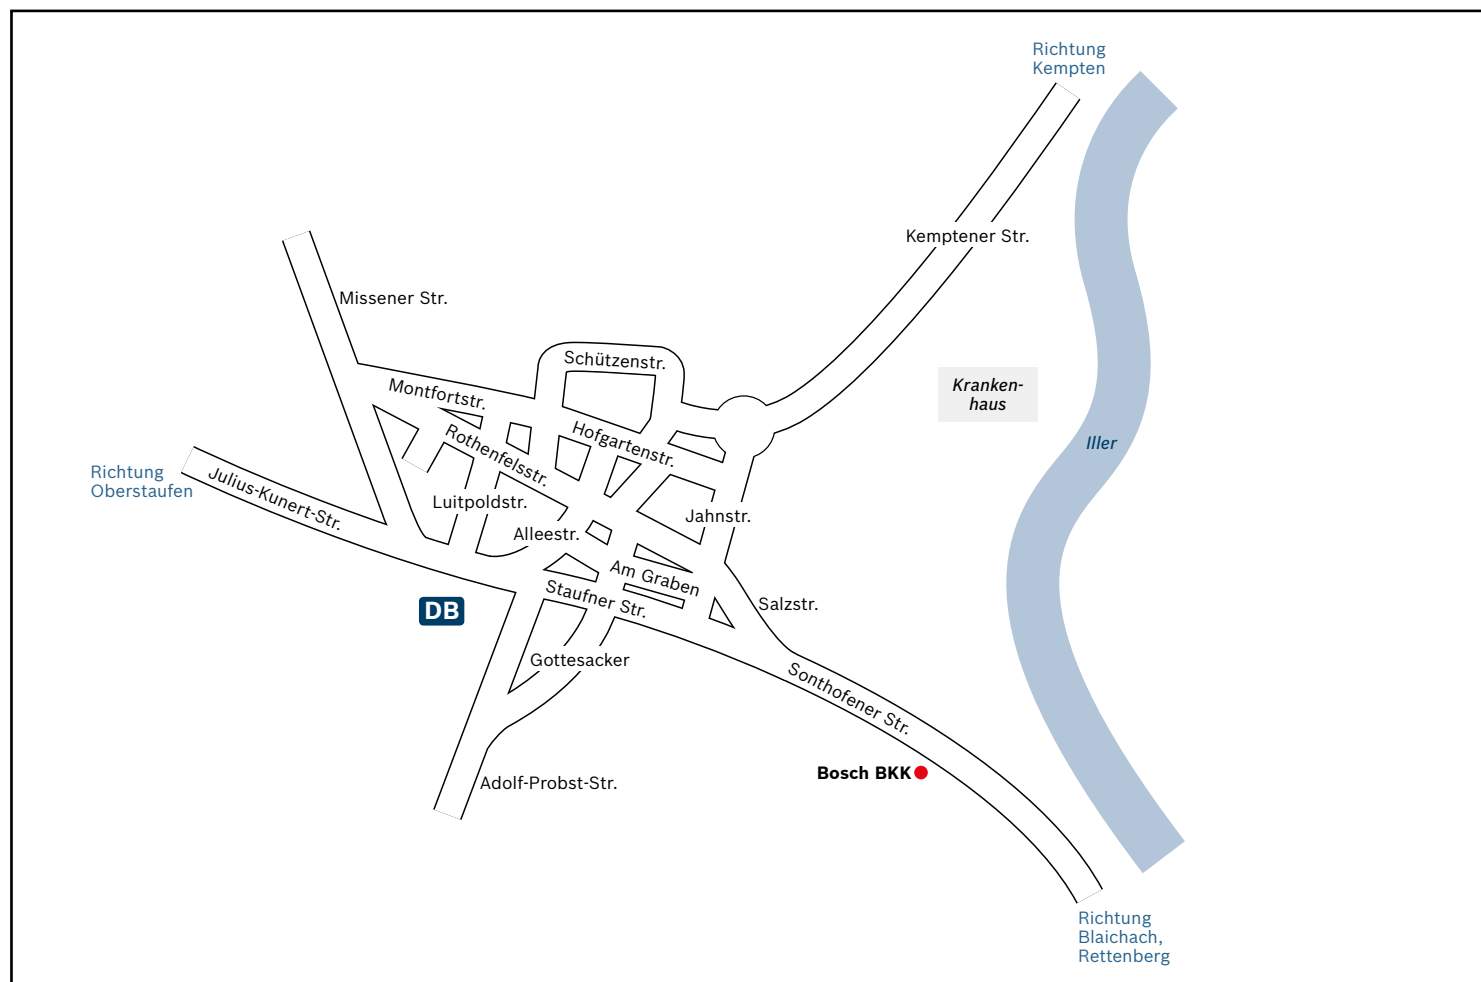 Richtung
Kempten
Kemptener Str.
Missener Str.
Schützenstr.
Montfortstr.
Kranken-
haus
Hofgartenstr.
Rothenfelsstr.
Iller
Richtung
Oberstaufen
Julius-Kunert-Str.
Luitpoldstr.
Jahnstr.
Alleestr.
Am Graben
Staufner Str.
Salzstr.
DB
Gottesacker
Sonthofener Str.
Bosch BKK
Adolf-Probst-Str.
Richtung
Blaichach,
Rettenberg